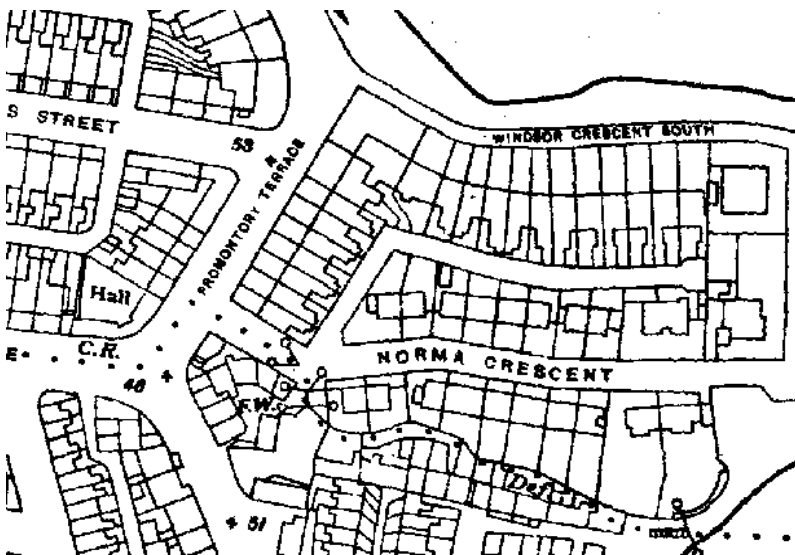 S STREET
53
WINDSOR CRESCENT SOUTH
PROMONTORY TERRACE
Hall
C.R.
E
46
NORMA CRESCENT
F.W.
Def.
51